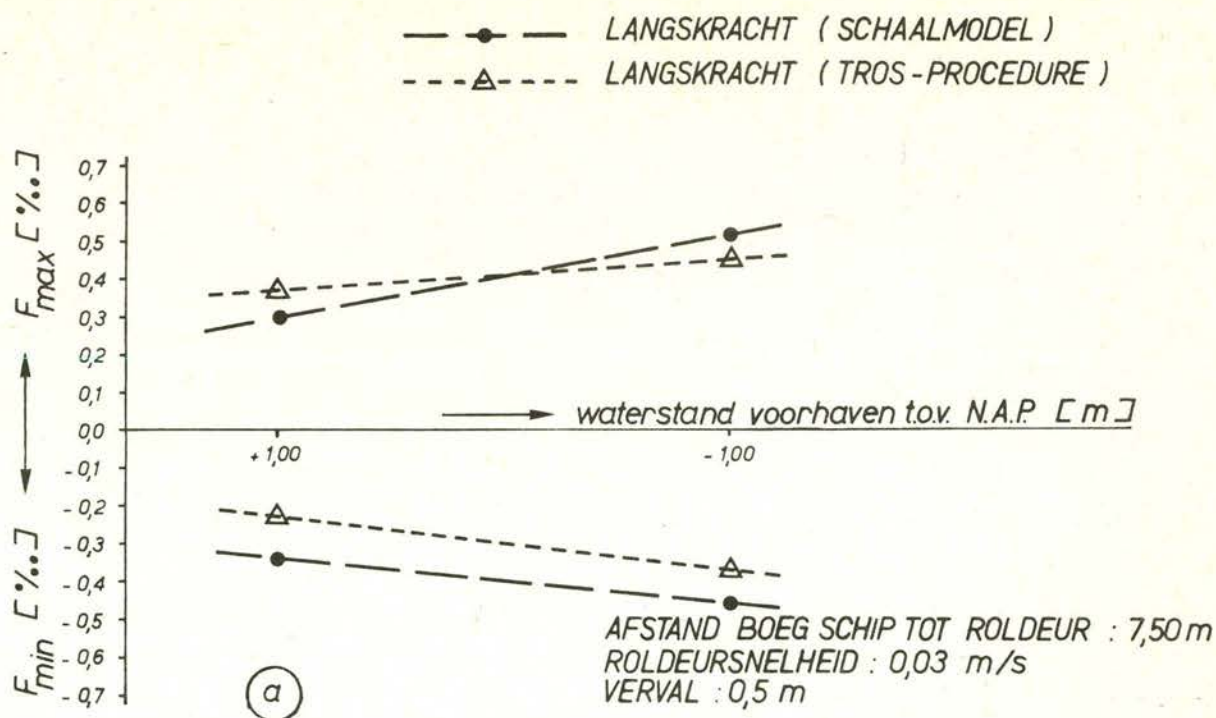 LANGSKRACHT ( SCHAALMODEL )
LANGSKRACHT ( TROS-PROCEDURE )
F max [‰]
0,7
0,6
0,5
0,4
0,3
0,2
0,1
0,0
waterstand voorhaven t.o.v. N.A.P. [m]
+1,00
-1,00
-0,1
-0,2
-0,3
-0,4
-0,5
-0,6
-0,7
F min [‰]
AFSTAND BOEG SCHIP TOT ROLDEUR : 7,50 m
ROLDEURSNELHEID : 0,03 m/s
VERVAL : 0,5 m
a